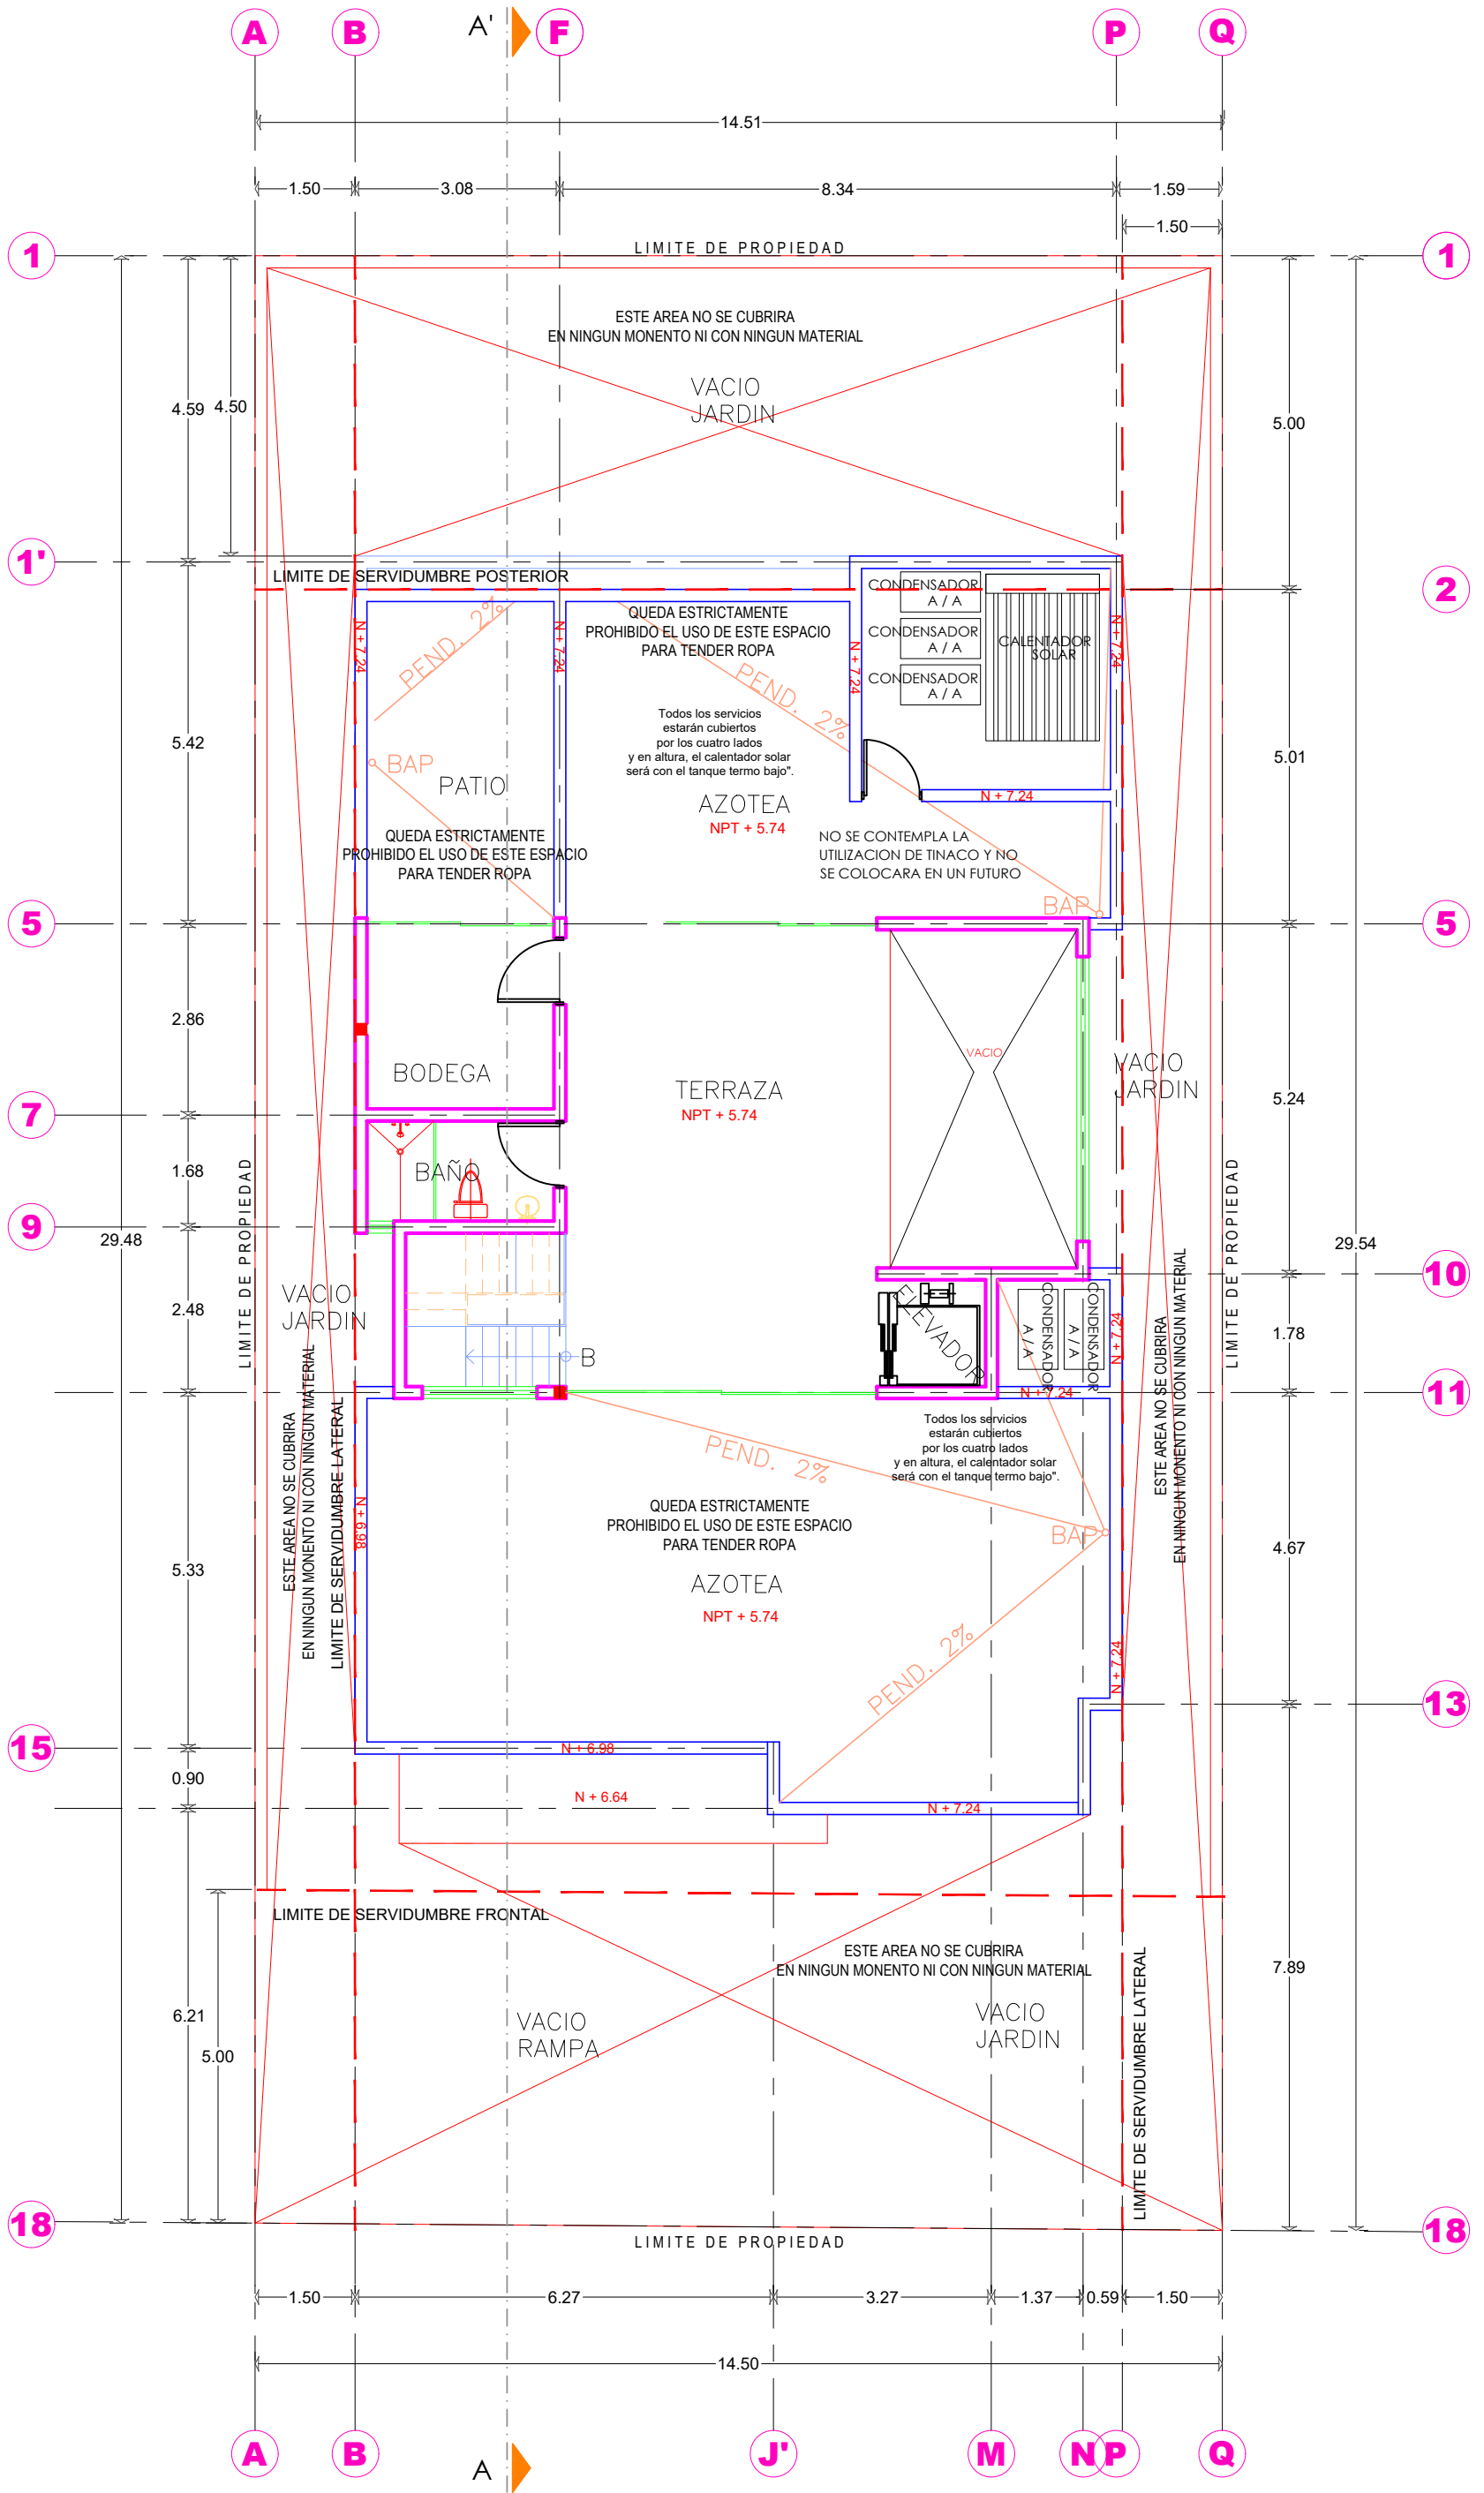 A
B
A'
F
P
Q
14.51
1.50
3.08
8.34
1.59
1.50
1
LIMITE DE PROPIEDAD
1
ESTE AREA NO SE CUBRIRA
EN NINGUN MONENTO NI CON NINGUN MATERIAL
VACIO
JARDIN
4.59
4.50
5.00
1'
LIMITE DE SERVIDUMBRE POSTERIOR
2
CONDENSADOR
A / A
CONDENSADOR
A / A
CONDENSADOR
A / A
CALENTADOR
SOLAR
QUEDA ESTRICTAMENTE
PROHIBIDO EL USO DE ESTE ESPACIO
PARA TENDER ROPA
N + 7.24
N + 7.24
N + 7.24
N + 7.24
PEND. 2%
PEND. 2%
Todos los servicios
estarán cubiertos
por los cuatro lados
y en altura, el calentador solar
será con el tanque termo bajo".
5.42
5.01
BAP
PATIO
AZOTEA
NPT + 5.74
N + 7.24
QUEDA ESTRICTAMENTE
PROHIBIDO EL USO DE ESTE ESPACIO
PARA TENDER ROPA
NO SE CONTEMPLA LA
UTILIZACION DE TINACO Y NO
SE COLOCARA EN UN FUTURO
BAP
5
5
2.86
BODEGA
TERRAZA
NPT + 5.74
VACIO
VACIO
JARDIN
5.24
7
1.68
BAÑO
LIMITE DE PROPIEDAD
LIMITE DE PROPIEDAD
9
29.48
29.54
10
VACIO
JARDIN
2.48
ELEVADOR
CONDENSADOR
A / A
CONDENSADOR
A / A
N + 7.24
1.78
B
N + 7.24
11
ESTE AREA NO SE CUBRIRA
EN NINGUN MONENTO NI CON NINGUN MATERIAL
LIMITE DE SERVIDUMBRE LATERAL
ESTE AREA NO SE CUBRIRA
EN NINGUN MONENTO NI CON NINGUN MATERIAL
Todos los servicios
estarán cubiertos
por los cuatro lados
y en altura, el calentador solar
será con el tanque termo bajo".
PEND. 2%
N + 6.98
QUEDA ESTRICTAMENTE
PROHIBIDO EL USO DE ESTE ESPACIO
PARA TENDER ROPA
BAP
5.33
4.67
AZOTEA
NPT + 5.74
PEND. 2%
N + 7.24
13
15
N + 6.98
0.90
N + 6.64
N + 7.24
LIMITE DE SERVIDUMBRE FRONTAL
ESTE AREA NO SE CUBRIRA
EN NINGUN MONENTO NI CON NINGUN MATERIAL
7.89
6.21
VACIO
RAMPA
VACIO
JARDIN
5.00
LIMITE DE SERVIDUMBRE LATERAL
18
18
LIMITE DE PROPIEDAD
1.50
6.27
3.27
1.37
0.59
1.50
14.50
A
B
J'
M
N
P
Q
A